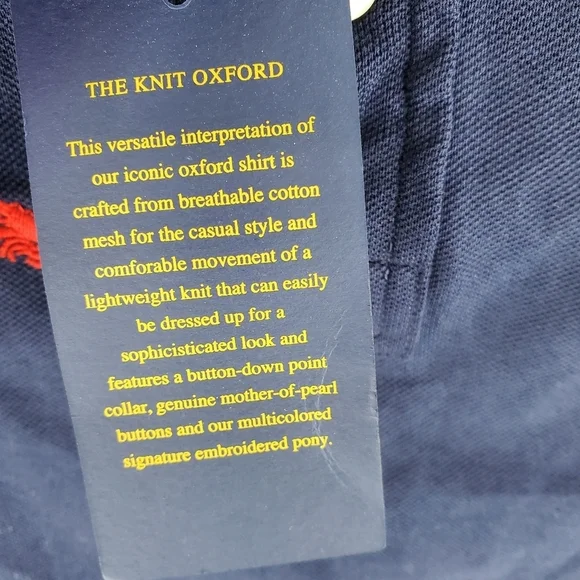 THE KNIT OXFORD
This versatile interpretation of
our iconic oxford shirt is
crafted from breathable cotton
mesh for the casual style and
comforable movement of a
lightweight knit that can easily
be dressed up for a
sophicisticated look and
features a button-down point
collar, genuine mother-of-pearl
buttons and our multicolored
signature embroidered pony.